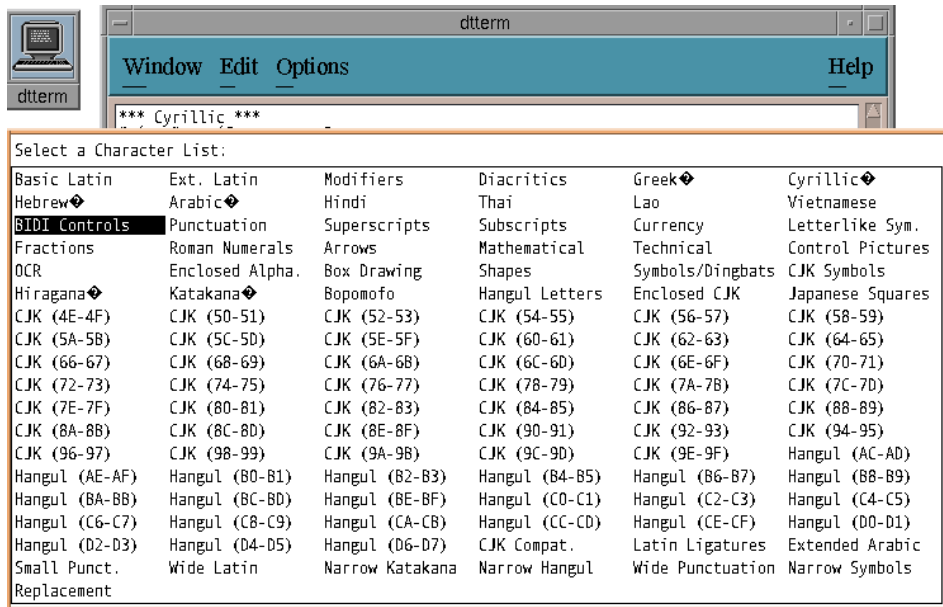 dtterm
dtterm
Window Edit Options Help
*** Cyrillic ***
Select a Character List:
Basic Latin Ext. Latin Modifiers Diacritics Greek� Cyrillic�
Hebrew� Arabic� Hindi Thai Lao Vietnamese
BIDI Controls Punctuation Superscripts Subscripts Currency Letterlike Sym.
Fractions Roman Numerals Arrows Mathematical Technical Control Pictures
OCR Enclosed Alpha. Box Drawing Shapes Symbols/Dingbats CJK Symbols
Hiragana� Katakana� Bopomofo Hangul Letters Enclosed CJK Japanese Squares
CJK (4E-4F) CJK (50-51) CJK (52-53) CJK (54-55) CJK (56-57) CJK (58-59)
CJK (5A-5B) CJK (5C-5D) CJK (5E-5F) CJK (60-61) CJK (62-63) CJK (64-65)
CJK (66-67) CJK (68-69) CJK (6A-6B) CJK (6C-6D) CJK (6E-6F) CJK (70-71)
CJK (72-73) CJK (74-75) CJK (76-77) CJK (78-79) CJK (7A-7B) CJK (7C-7D)
CJK (7E-7F) CJK (80-81) CJK (82-83) CJK (84-85) CJK (86-87) CJK (88-89)
CJK (8A-8B) CJK (8C-8D) CJK (8E-8F) CJK (90-91) CJK (92-93) CJK (94-95)
CJK (96-97) CJK (98-99) CJK (9A-9B) CJK (9C-9D) CJK (9E-9F) Hangul (AC-AD)
Hangul (AE-AF) Hangul (B0-B1) Hangul (B2-B3) Hangul (B4-B5) Hangul (B6-B7) Hangul (B8-B9)
Hangul (BA-BB) Hangul (BC-BD) Hangul (BE-BF) Hangul (C0-C1) Hangul (C2-C3) Hangul (C4-C5)
Hangul (C6-C7) Hangul (C8-C9) Hangul (CA-CB) Hangul (CC-CD) Hangul (CE-CF) Hangul (D0-D1)
Hangul (D2-D3) Hangul (D4-D5) Hangul (D6-D7) CJK Compat. Latin Ligatures Extended Arabic
Small Punct. Wide Latin Narrow Katakana Narrow Hangul Wide Punctuation Narrow Symbols
Replacement